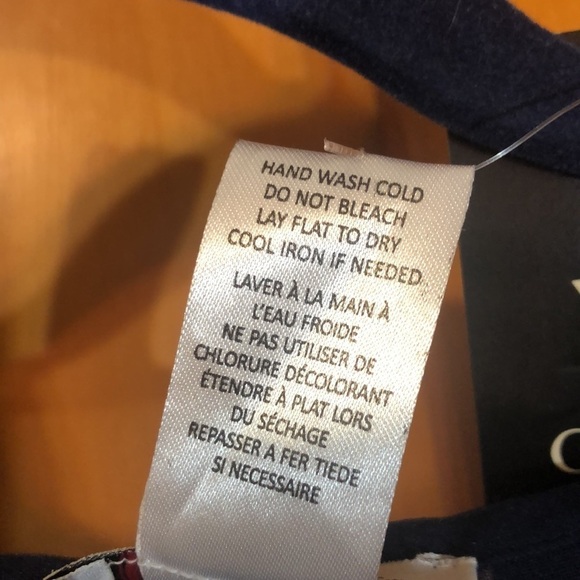 HAND WASH COLD
DO NOT BLEACH
LAY FLAT TO DRY
COOL IRON IF NEEDED
LAVER À LA MAIN À
L'EAU FROIDE
NE PAS UTILISER DE
CHLORURE DÉCOLORANT
ÉTENDRE À PLAT LORS
DU SÉCHAGE
REPASSER A FER TIEDE
SI NECESSAIRE